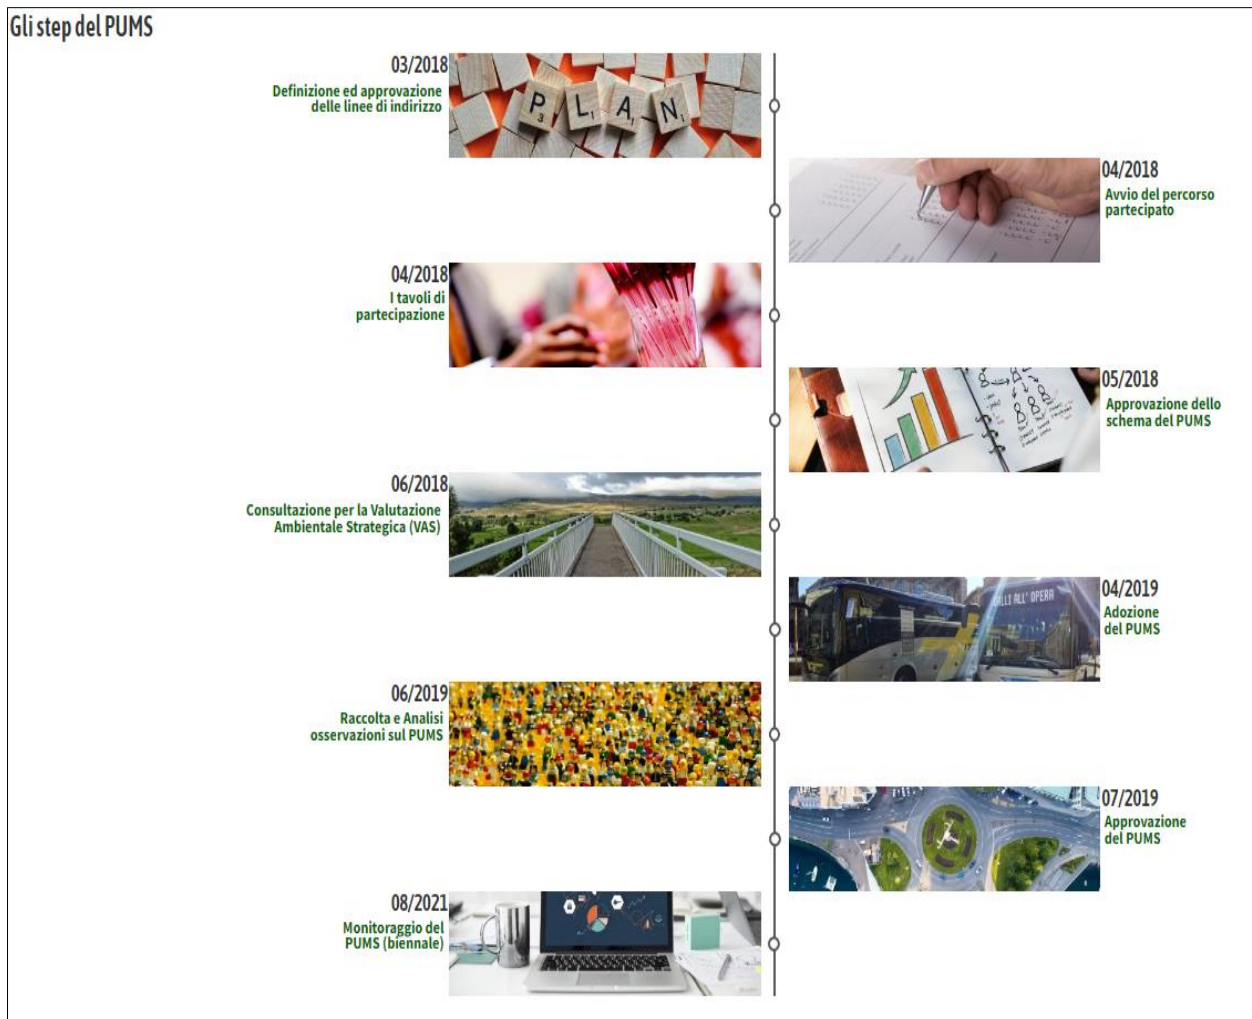 Gli step del PUMS
03/2018
Definizione ed approvazione
delle linee di indirizzo
PLAN
04/2018
Avvio del percorso
partecipato
04/2018
I tavoli di
partecipazione
05/2018
Approvazione dello
schema del PUMS
06/2018
Consultazione per la Valutazione
Ambientale Strategica (VAS)
04/2019
Adozione
del PUMS
ALL' OPERA
06/2019
Raccolta e Analisi
osservazioni sul PUMS
07/2019
Approvazione
del PUMS
08/2021
Monitoraggio del
PUMS (biennale)